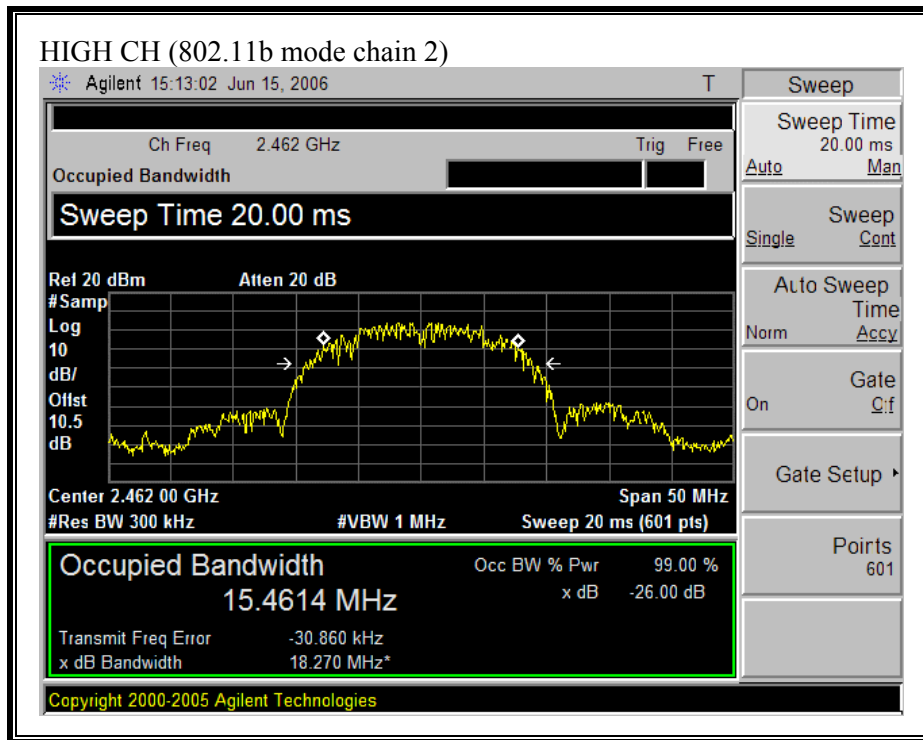 HIGH CH (802.11b mode chain 2)
Agilent 15:13:02 Jun 15, 2006 T
Ch Freq 2.462 GHz Trig Free
Occupied Bandwidth
Sweep Time 20.00 ms
Ref 20 dBm Atten 20 dB
#Samp
Log
10
dB/
Offst
10.5
dB
Center 2.462 00 GHz Span 50 MHz
#Res BW 300 kHz #VBW 1 MHz Sweep 20 ms (601 pts)
Occupied Bandwidth
15.4614 MHz
Occ BW % Pwr 99.00 %
x dB -26.00 dB
Transmit Freq Error -30.860 kHz
x dB Bandwidth 18.270 MHz*
Copyright 2000-2005 Agilent Technologies
Sweep
Sweep Time
20.00 ms
Auto Man
Sweep
Single Cont
Auto Sweep
Time
Norm Accy
Gate
On Off
Gate Setup
Points
601